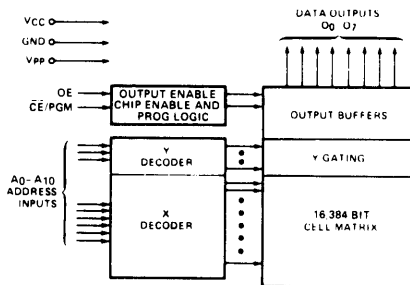 VCC
GND
VPP
OE
CE/PGM
OUTPUT ENABLE
CHIP ENABLE AND
PROG LOGIC
DATA OUTPUTS
O0 O7
OUTPUT BUFFERS
A0-A10
ADDRESS
INPUTS
Y
DECODER
Y GATING
X
DECODER
16,384 BIT
CELL MATRIX